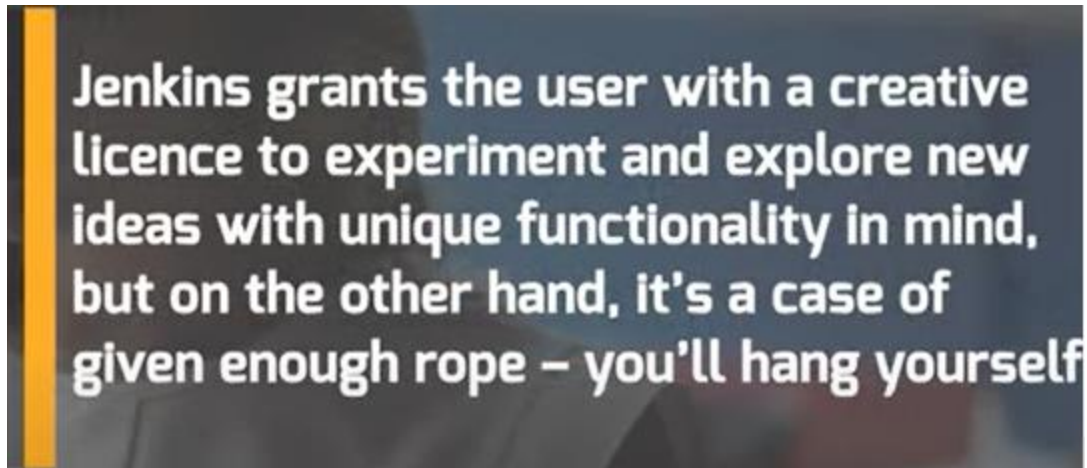 Jenkins grants the user with a creative
licence to experiment and explore new
ideas with unique functionality in mind,
but on the other hand, it's a case of
given enough rope – you'll hang yourself